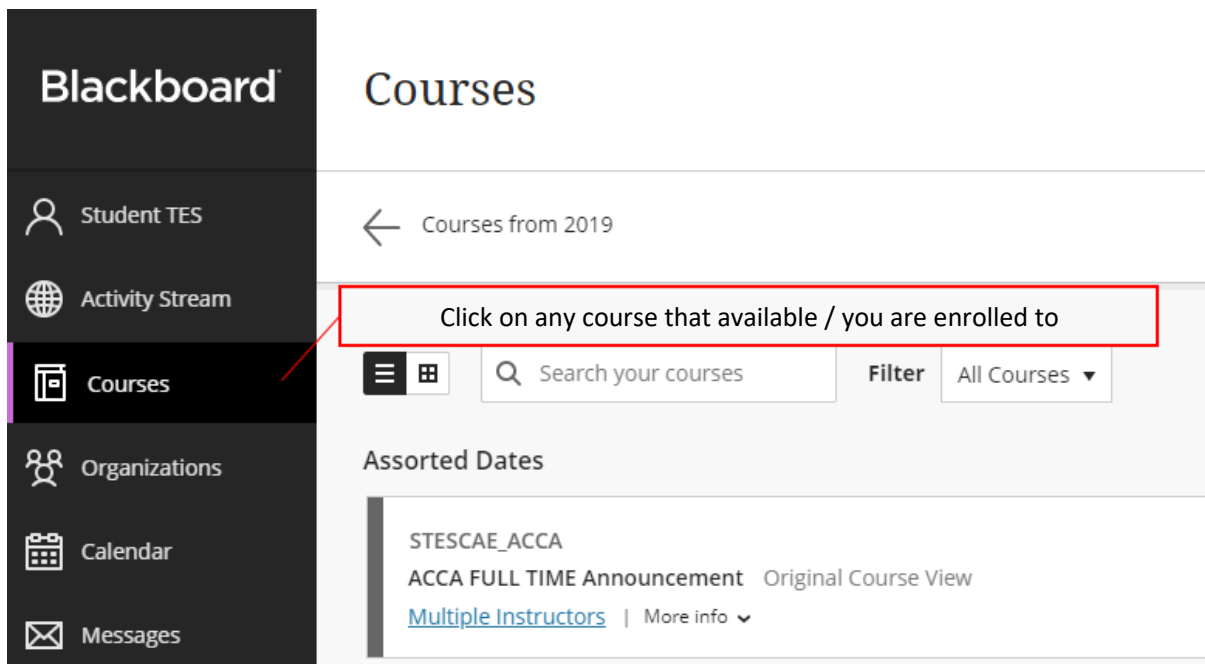 Blackboard
Courses
Student TES
Courses from 2019
Activity Stream
Click on any course that available / you are enrolled to
Courses
Search your courses
Filter
All Courses
Organizations
Assorted Dates
Calendar
STESCAE_ACCA
ACCA FULL TIME Announcement Original Course View
Multiple Instructors | More info
Messages